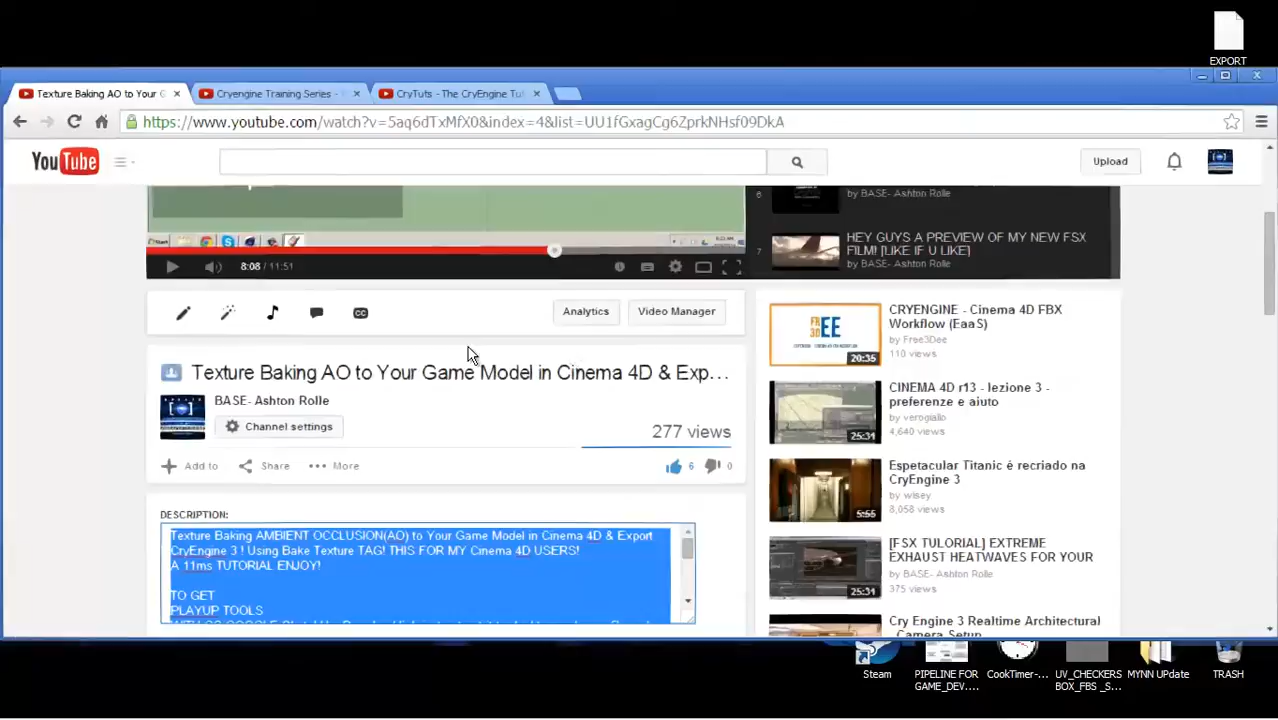 EXPORT
Texture Baking AO to Your G
Cryengine Training Series -
CryTuts - The CryEngine Tut
https://www.youtube.com/watch?v=5aq6dTxMfX0&index=4&list=UU1fGxagCg6ZprkNHsf09DkA
YouTube
Upload
6
by BASE- Ashton Rolle
7
HEY GUYS A PREVIEW OF MY NEW FSX
FILM! [LIKE IF U LIKE]
by BASE- Ashton Rolle
Start
8:08 / 11:51
CC
Analytics
Video Manager
Texture Baking AO to Your Game Model in Cinema 4D & Exp...
BASE- Ashton Rolle
Channel settings
277 views
Add to
Share
More
6
0
DESCRIPTION:
Texture Baking AMBIENT OCCLUSION(AO) to Your Game Model in Cinema 4D & Export
CryEngine 3 ! Using Bake Texture TAG! THIS FOR MY Cinema 4D USERS!
A 11ms TUTORIAL ENJOY!
TO GET
PLAYUP TOOLS
FREE
3D
20:35
CRYENGINE - Cinema 4D FBX
Workflow (EaaS)
by Free3Dee
110 views
25:31
CINEMA 4D r13 - lezione 3 -
preferenze e aiuto
by verogiallo
4,640 views
5:55
Espetacular Titanic é recriado na
CryEngine 3
by wisey
8,058 views
25:31
[FSX TUTORIAL] EXTREME
EXHAUST HEATWAVES FOR YOUR
by BASE- Ashton Rolle
375 views
Cry Engine 3 Realtime Architectural
Camera Setup
Steam
PIPELINE FOR
GAME_DEV....
CookTimer-...
UV_CHECKERS
BOX_FBS _S...
MYNN UPdate
TRASH